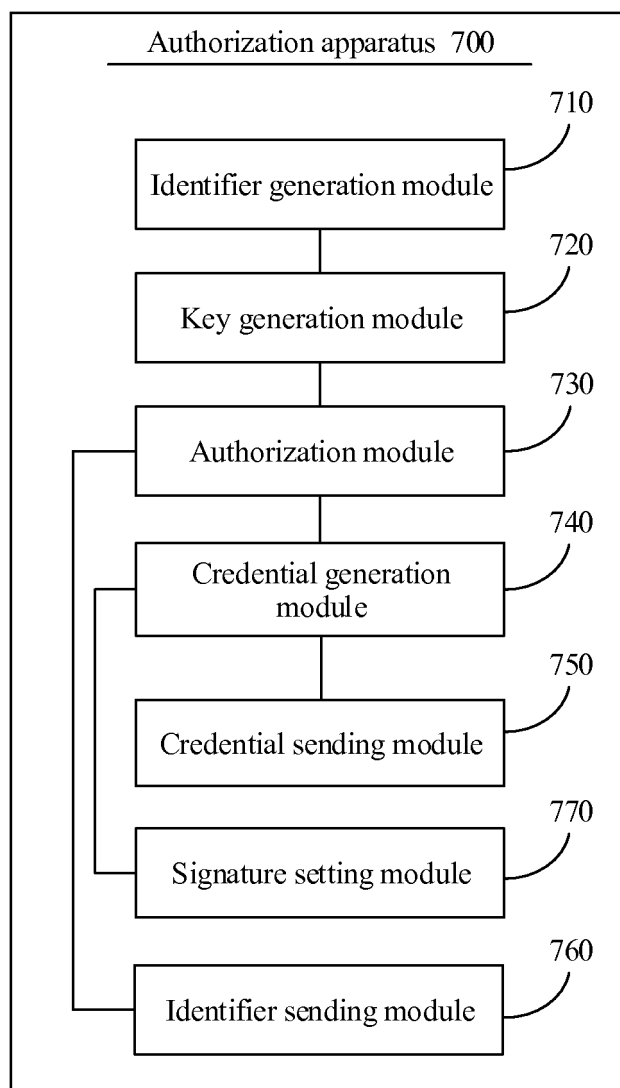 Authorization apparatus 700
710
Identifier generation module
720
Key generation module
730
Authorization module
740
Credential generation
module
750
Credential sending module
770
Signature setting module
760
Identifier sending module